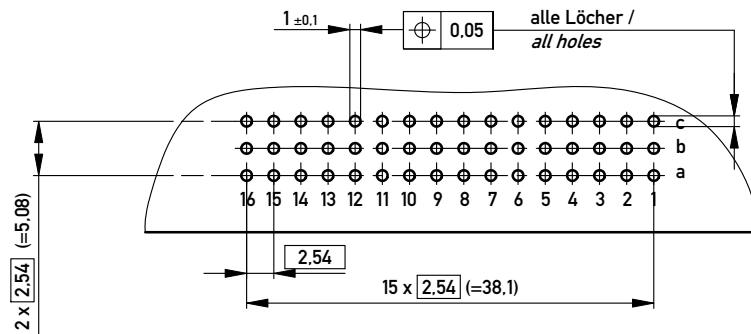 1 ±0,1
0,05
alle Löcher /
all holes
c
b
a
16 15 14 13 12 11 10 9 8 7 6 5 4 3 2 1
2,54
15 x 2,54 (=38,1)
2 x 2,54 (=5,08)